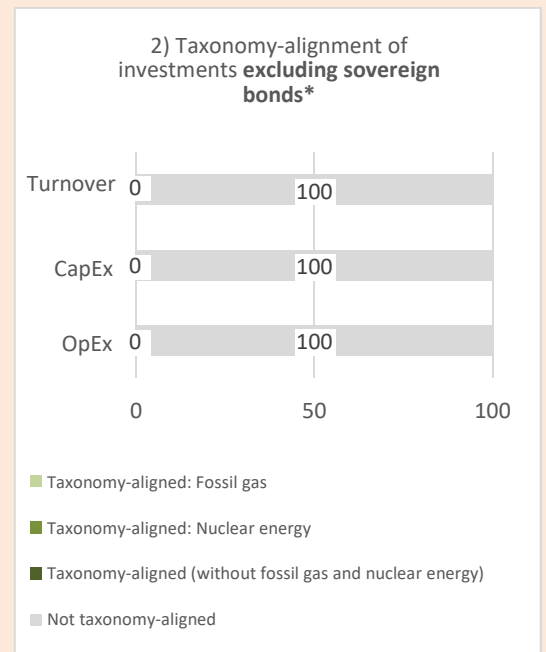 2) Taxonomy-alignment of
investments excluding sovereign
bonds*
Turnover 0 100
CapEx 0 100
OpEx 0 100
0 50 100
Taxonomy-aligned: Fossil gas
Taxonomy-aligned: Nuclear energy
Taxonomy-aligned (without fossil gas and nuclear energy)
Not taxonomy-aligned